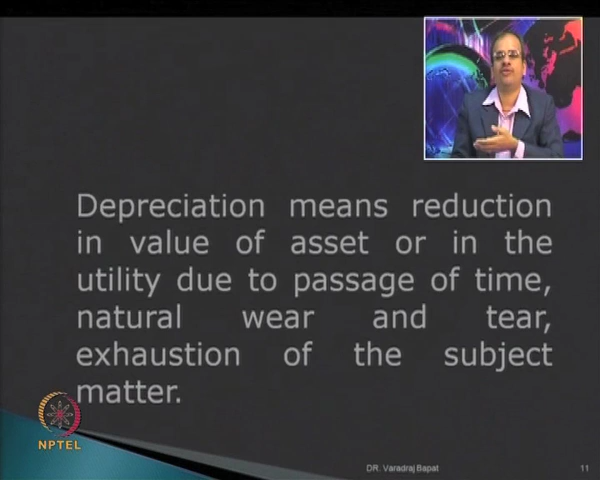 Depreciation means reduction
in value of asset or in the
utility due to passage of time,
natural wear and tear,
exhaustion of the subject
matter.
NPTEL
DR. Varadraj Bapat
11